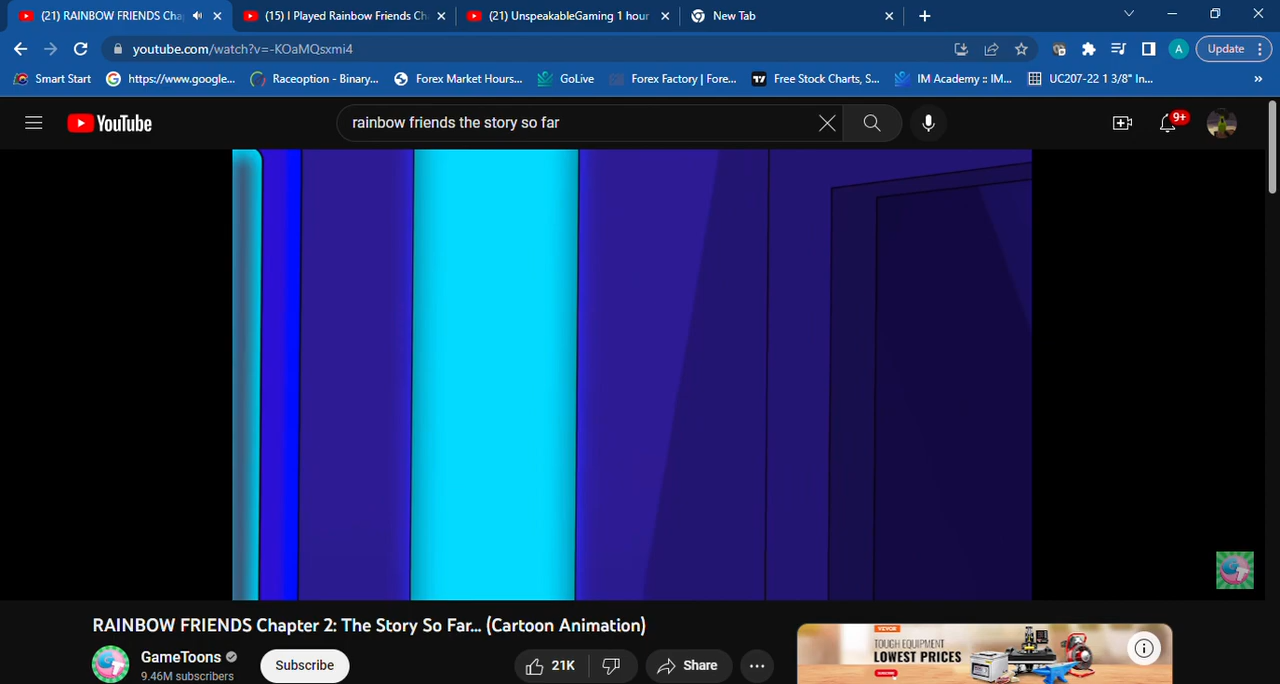 (21) RAINBOW FRIENDS Cha
(15) I Played Rainbow Friends Ch
(21) UnspeakableGaming 1 hour
New Tab
youtube.com/watch?v=-KOaMQsxmi4
A
Update
Smart Start
https://www.google...
Raceoption - Binary...
Forex Market Hours...
GoLive
Forex Factory | Fore...
Free Stock Charts, S...
IM Academy :: IM...
UC207-22 1 3/8" In...
YouTube
rainbow friends the story so far
9+
RAINBOW FRIENDS Chapter 2: The Story So Far... (Cartoon Animation)
GameToons
9.46M subscribers
Subscribe
21K
Share
VEVOR
TOUGH EQUIPMENT
LOWEST PRICES